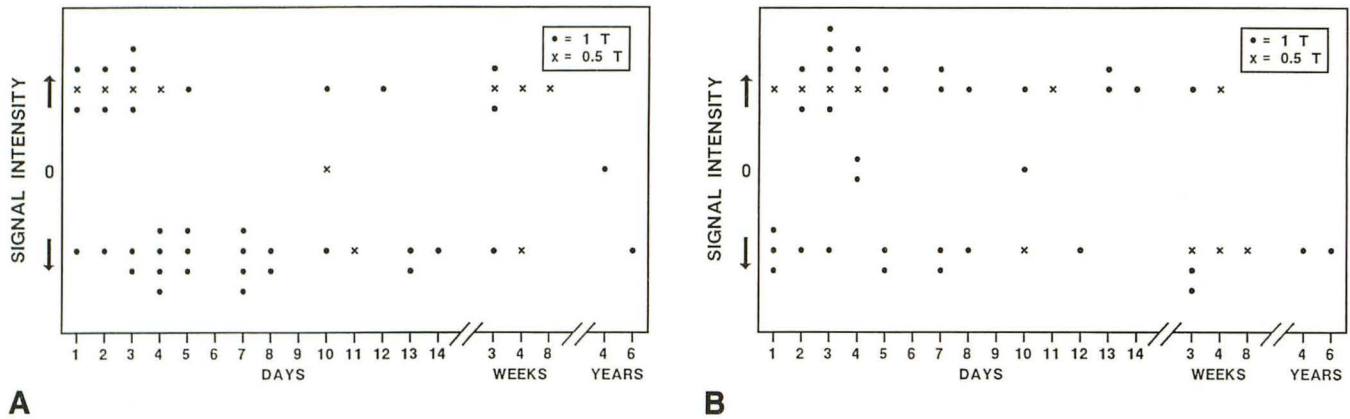 SIGNAL INTENSITY
0
• = 1 T
x = 0.5 T
1 2 3 4 5 6 7 8 9 10 11 12 13 14 3 4 8 4 6
DAYS WEEKS YEARS
A
SIGNAL INTENSITY
0
• = 1 T
x = 0.5 T
1 2 3 4 5 6 7 8 9 10 11 12 13 14 3 4 8 4 6
DAYS WEEKS YEARS
B